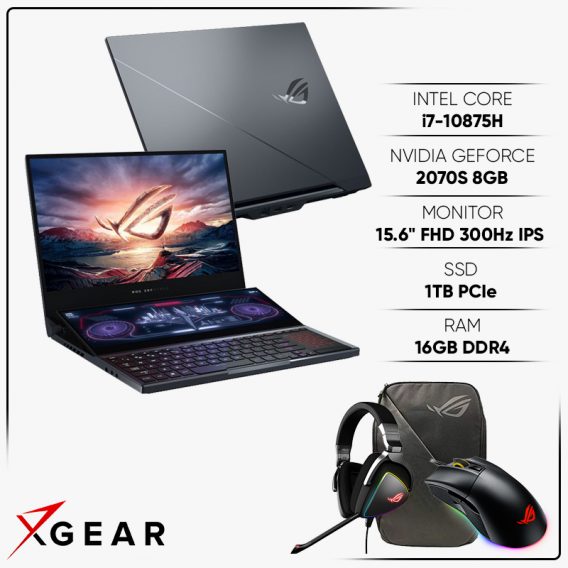 INTEL CORE
i7-10875H
NVIDIA GEFORCE
2070S 8GB
MONITOR
15.6" FHD 300Hz IPS
SSD
1TB PCIe
RAM
16GB DDR4
XGEAR